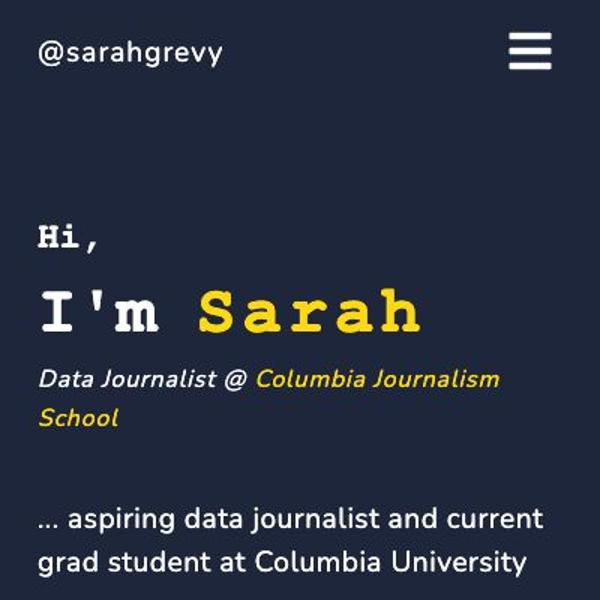 @sarahgrevy
Hi,
I'm Sarah
Data Journalist @ Columbia Journalism
School
... aspiring data journalist and current
grad student at Columbia University